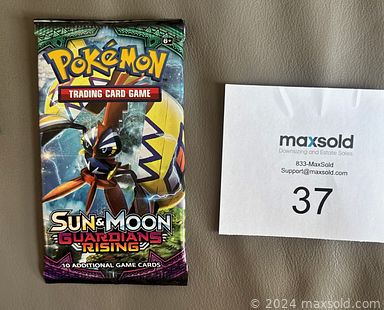 6+
POKéMON
TRADING CARD GAME
SUN & MOON
GUARDIANS
RISING
10 ADDITIONAL GAME CARDS
maxsold
Downsizing and Estate Sales
833-MaxSold
Support@maxsold.com
37
© 2024 maxsold.com